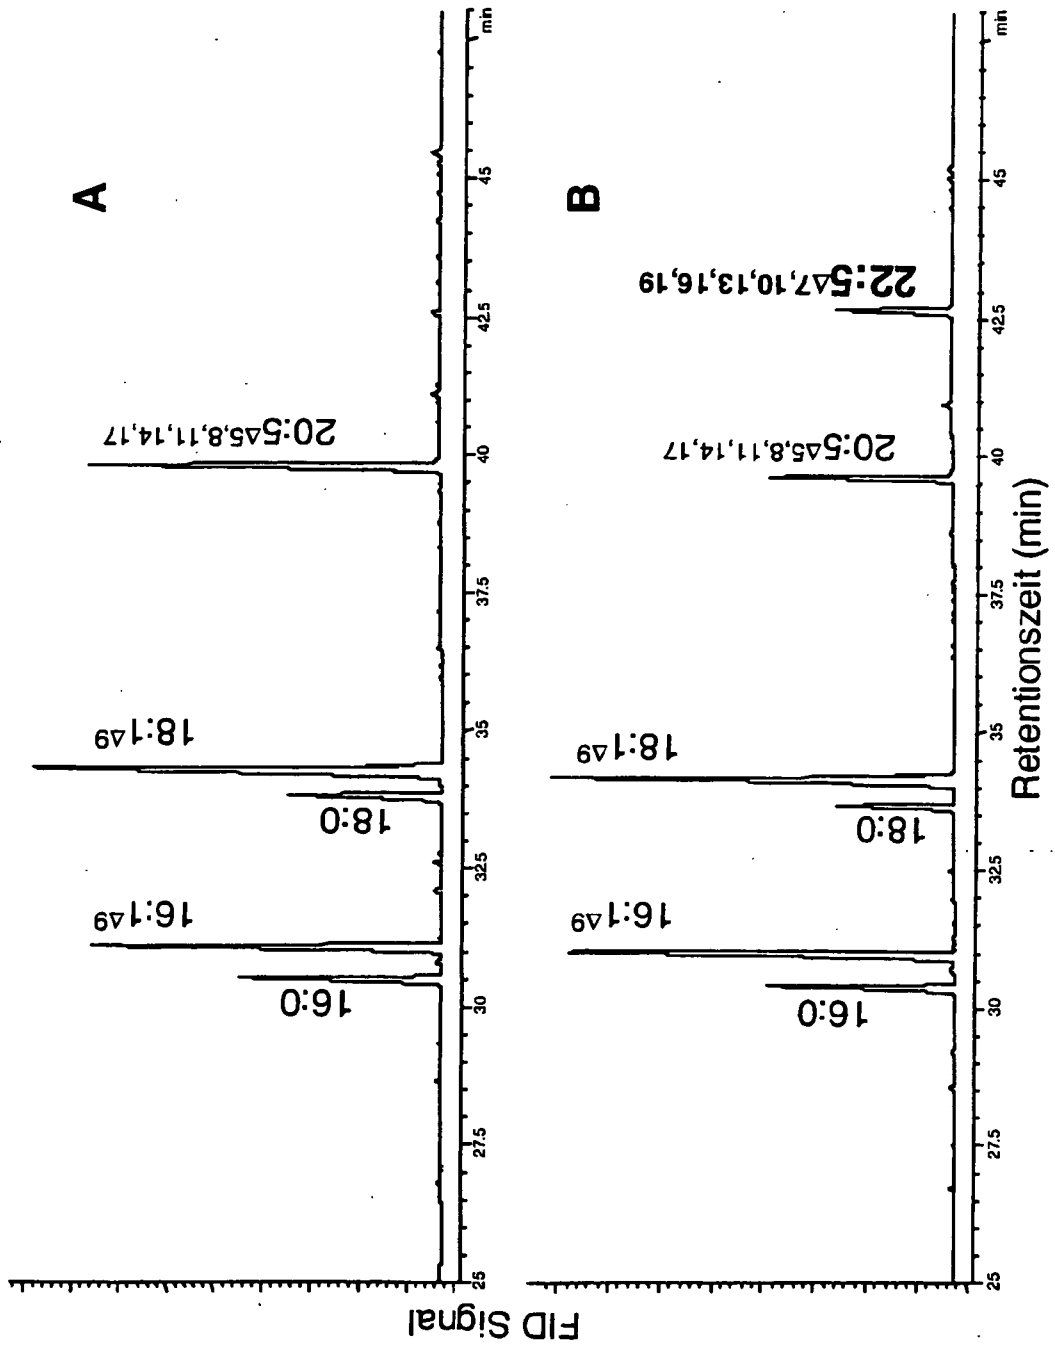 FID Signal
A
16:0
16:1Δ9
18:0
18:1Δ9
20:5Δ5,8,11,14,17
25
27.5
30
32.5
35
37.5
40
42.5
45
min
B
16:0
16:1Δ9
18:0
18:1Δ9
20:5Δ5,8,11,14,17
22:5Δ7,10,13,16,19
25
27.5
30
32.5
35
37.5
40
42.5
45
min
Retentionszeit (min)